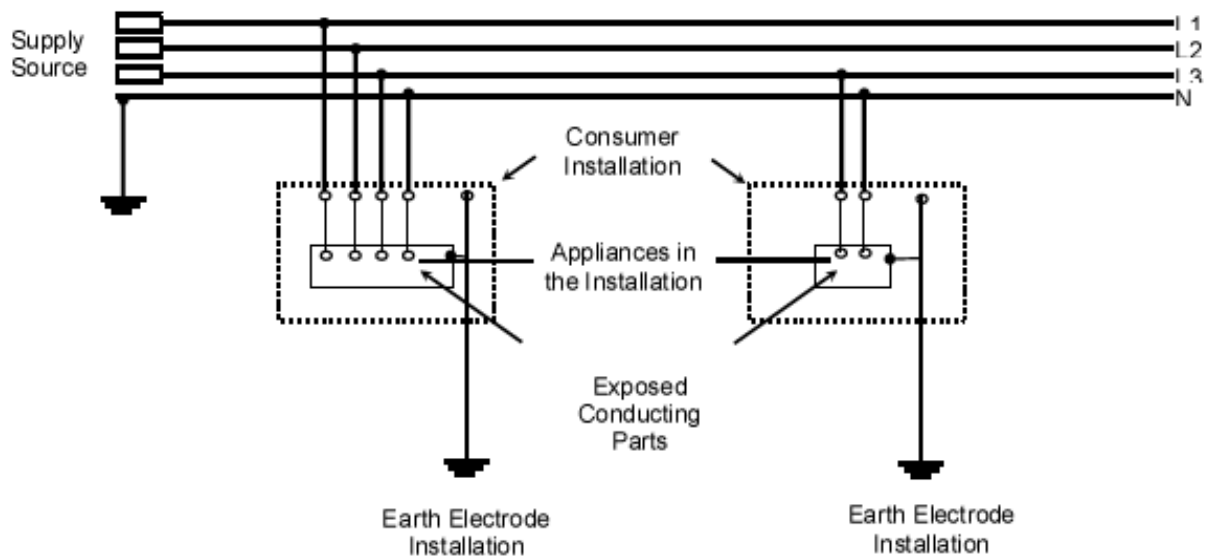 Supply
Source
L1
L2
L3
N
Consumer
Installation
Appliances in
the Installation
Exposed
Conducting
Parts
Earth Electrode
Installation
Earth Electrode
Installation